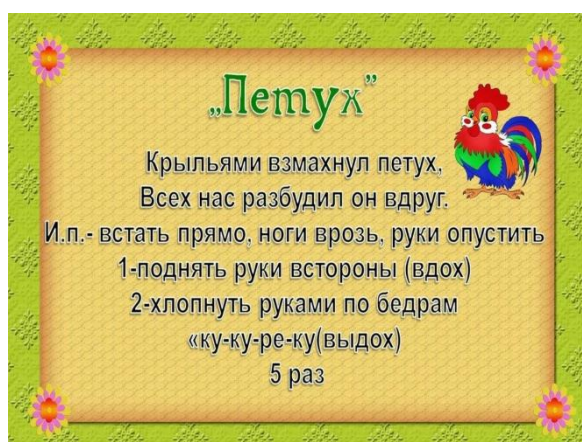 „Петух”
Крыльями взмахнул петух,
Всех нас разбудил он вдруг.
И.п.- встать прямо, ноги врозь, руки опустить
1-поднять руки встороны (вдох)
2-хлопнуть руками по бедрам
«ку-ку-ре-ку(выдох)
5 раз